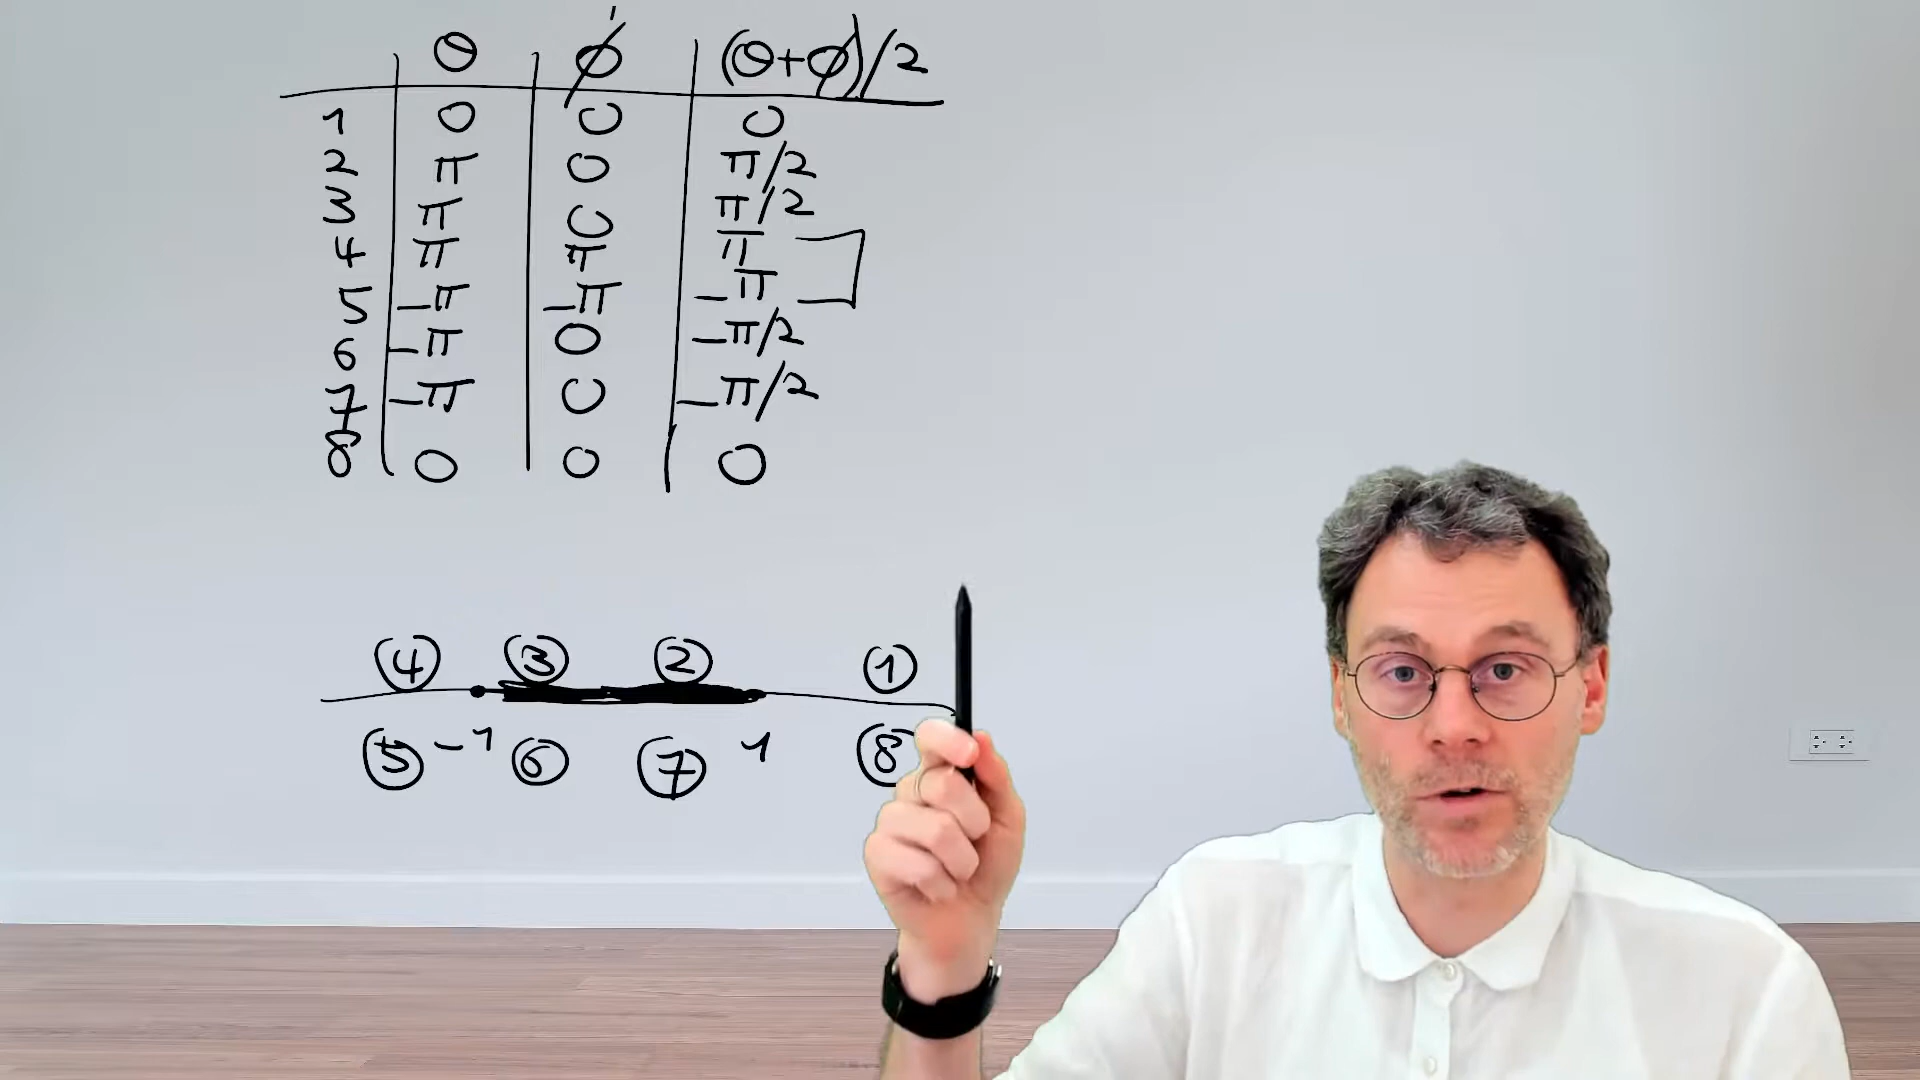 θ ϕ (θ+ϕ)/2
1 0 0 0
2 π 0 π/2
3 π 0 π/2
4 π π π
5 -π -π -π
6 -π 0 -π/2
7 -π 0 -π/2
8 0 0 0
4 3 2 1
5 -1 6 7 1 8